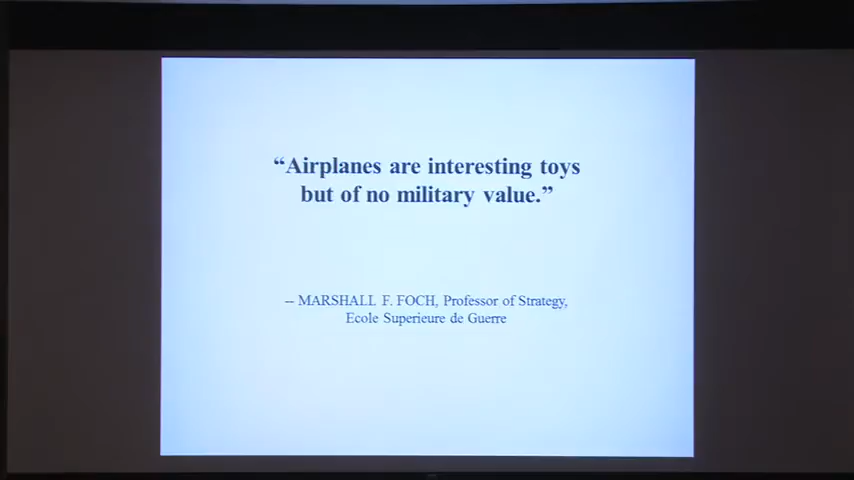 “Airplanes are interesting toys
but of no military value.”
-- MARSHALL F. FOCH, Professor of Strategy,
Ecole Superieure de Guerre